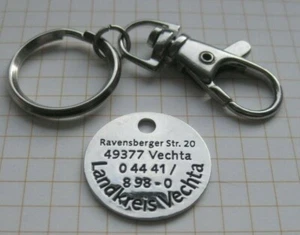 Ravensberger Str. 20
49377 Vechta
0 44 41 /
8 98 - 0
Landkreis Vechta